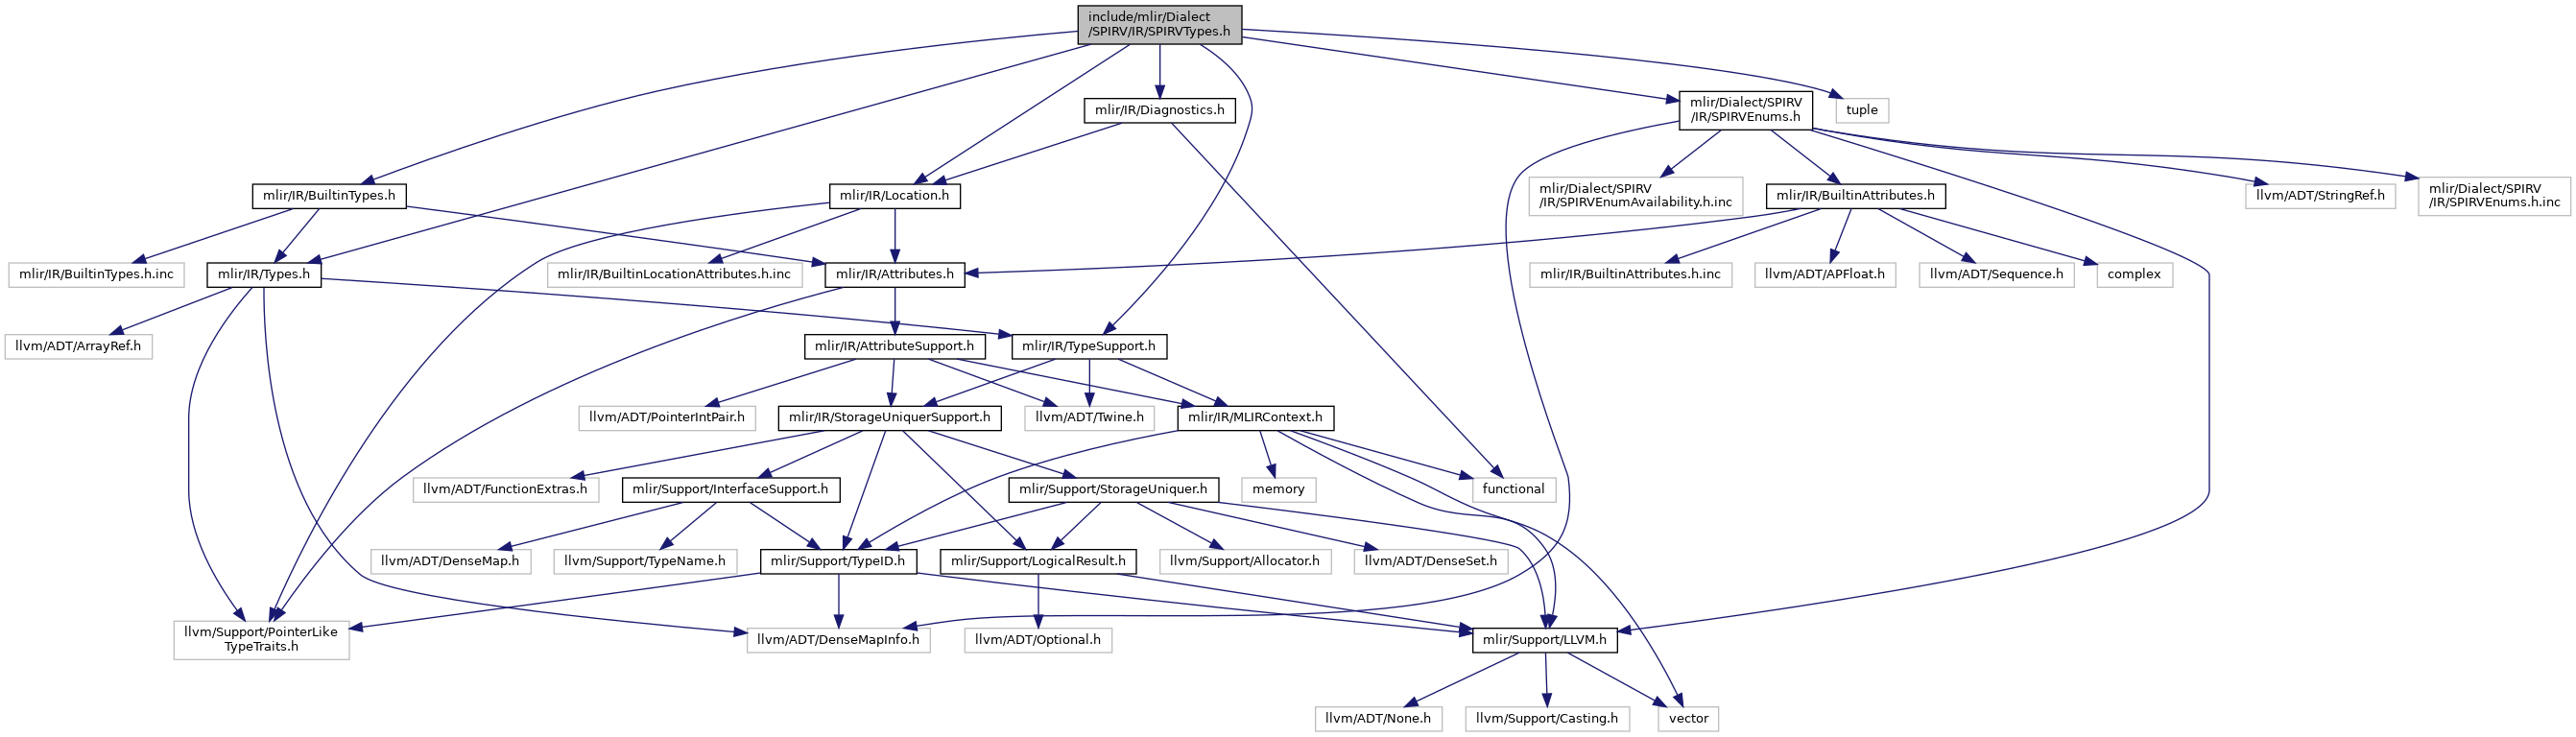 include/mlir/Dialect
/SPIRV/IR/SPIRVTypes.h
mlir/IR/Diagnostics.h
mlir/Dialect/SPIRV
/IR/SPIRVEnums.h
tuple
mlir/IR/BuiltinTypes.h
mlir/IR/Location.h
mlir/Dialect/SPIRV
/IR/SPIRVEnumAvailability.h.inc
mlir/IR/BuiltinAttributes.h
llvm/ADT/StringRef.h
mlir/Dialect/SPIRV
/IR/SPIRVEnums.h.inc
mlir/IR/BuiltinTypes.h.inc
mlir/IR/Types.h
mlir/IR/BuiltinLocationAttributes.h.inc
mlir/IR/Attributes.h
mlir/IR/BuiltinAttributes.h.inc
llvm/ADT/APFloat.h
llvm/ADT/Sequence.h
complex
llvm/ADT/ArrayRef.h
mlir/IR/AttributeSupport.h
mlir/IR/TypeSupport.h
llvm/ADT/PointerIntPair.h
mlir/IR/StorageUniquerSupport.h
llvm/ADT/Twine.h
mlir/IR/MLIRContext.h
llvm/ADT/FunctionExtras.h
mlir/Support/InterfaceSupport.h
mlir/Support/StorageUniquer.h
memory
functional
llvm/ADT/DenseMap.h
llvm/Support/TypeName.h
mlir/Support/TypeID.h
mlir/Support/LogicalResult.h
llvm/Support/Allocator.h
llvm/ADT/DenseSet.h
llvm/Support/PointerLike
TypeTraits.h
llvm/ADT/DenseMapInfo.h
llvm/ADT/Optional.h
mlir/Support/LLVM.h
llvm/ADT/None.h
llvm/Support/Casting.h
vector